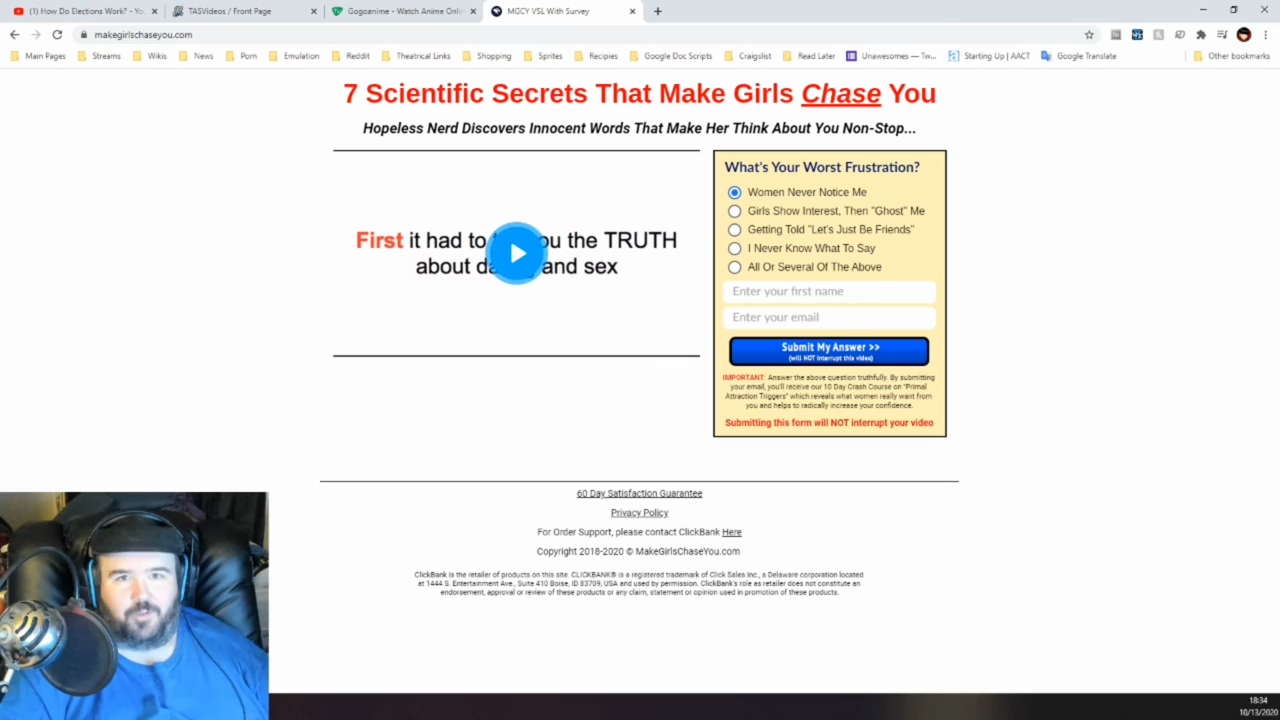 (1) How Do Elections Work? - Yo
TASVideos / Front Page
Gogoanime - Watch Anime Onli
MGCY VSL With Survey
makegirlschaseyou.com
Main Pages
Streams
Wikis
News
Porn
Emulation
Reddit
Theatrical Links
Shopping
Sprites
Recipies
Google Doc Scripts
Craigslist
Read Later
Unawesomes — Tw...
Starting Up | AACT
Google Translate
Other bookmarks
7 Scientific Secrets That Make Girls Chase You
Hopeless Nerd Discovers Innocent Words That Make Her Think About You Non-Stop...
First it had to ou the TRUTH
about da and sex
What's Your Worst Frustration?
Women Never Notice Me
Girls Show Interest, Then "Ghost" Me
Getting Told "Let's Just Be Friends"
I Never Know What To Say
All Or Several Of The Above
Enter your first name
Enter your email
Submit My Answer >>
(will NOT interrupt this video)
IMPORTANT: Answer the above question truthfully. By submitting
your email, you'll receive our 10 Day Crash Course on "Primal
Attraction Triggers" which reveals what women really want from
you and helps to radically increase your confidence.
Submitting this form will NOT interrupt your video
60 Day Satisfaction Guarantee
Privacy Policy
For Order Support, please contact ClickBank Here
Copyright 2018-2020 © MakeGirlsChaseYou.com
ClickBank is the retailer of products on this site. CLICKBANK® is a registered trademark of Click Sales Inc., a Delaware corporation located
at 1444 S. Entertainment Ave., Suite 410 Boise, ID 83709, USA and used by permission. ClickBank's role as retailer does not constitute an
endorsement, approval or review of these products or any claim, statement or opinion used in promotion of these products.
18:34
10/13/2020